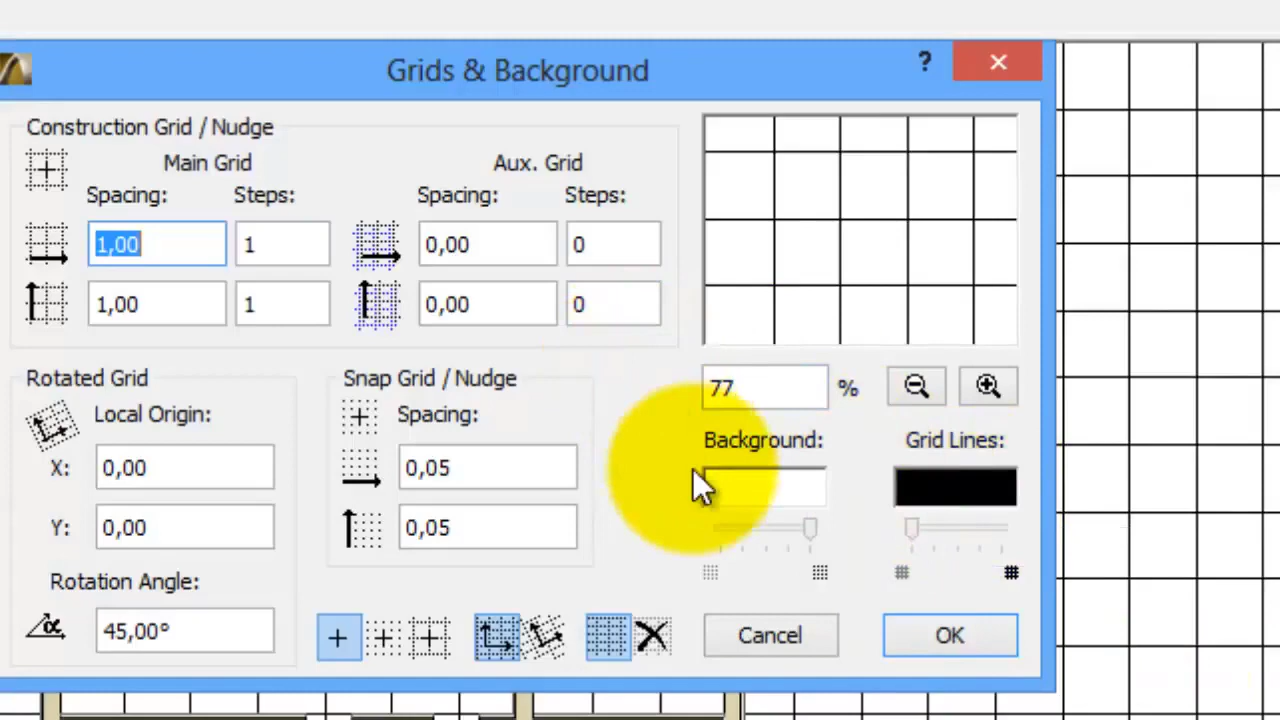 Grids & Background
?
Construction Grid / Nudge
Main Grid
Aux. Grid
Spacing: Steps: Spacing: Steps:
1,00 1 0,00 0
1,00 1 0,00 0
Rotated Grid
Snap Grid / Nudge
77 %
Local Origin:
Spacing:
Background: Grid Lines:
X: 0,00
0,05
Y: 0,00
0,05
Rotation Angle:
α 45,00°
Cancel
OK